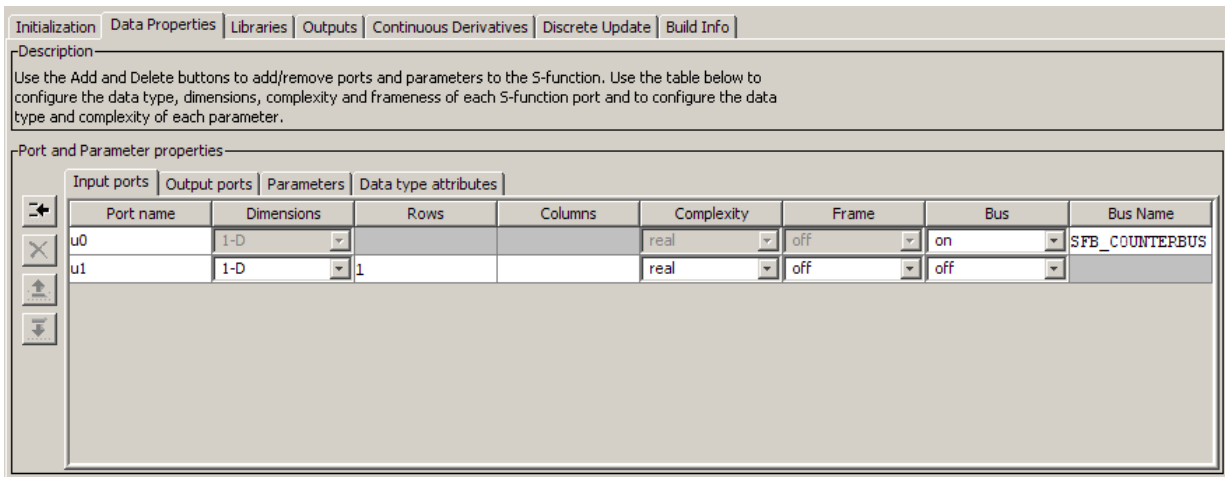 Initialization Data Properties Libraries Outputs Continuous Derivatives Discrete Update Build Info
Description
Use the Add and Delete buttons to add/remove ports and parameters to the S-function. Use the table below to
configure the data type, dimensions, complexity and frameness of each S-function port and to configure the data
type and complexity of each parameter.
Port and Parameter properties
Input ports Output ports Parameters Data type attributes
Port name Dimensions Rows Columns Complexity Frame Bus Bus Name
u0 1-D real off on SFB_COUNTERBUS
u1 1-D 1 real off off